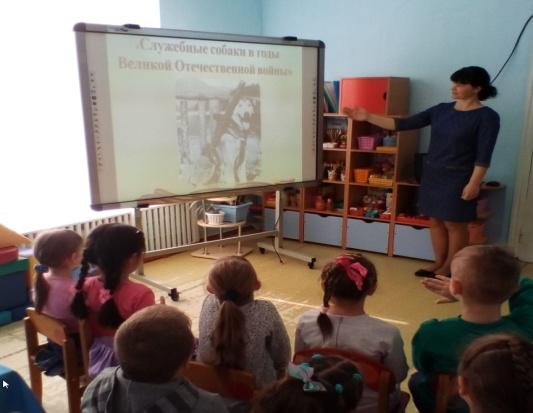 «Служебные собаки в годы
Великой Отечественной войны»